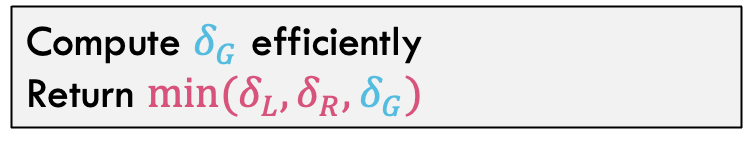 Compute δ_G efficiently
Return min(δ_L, δ_R, δ_G)